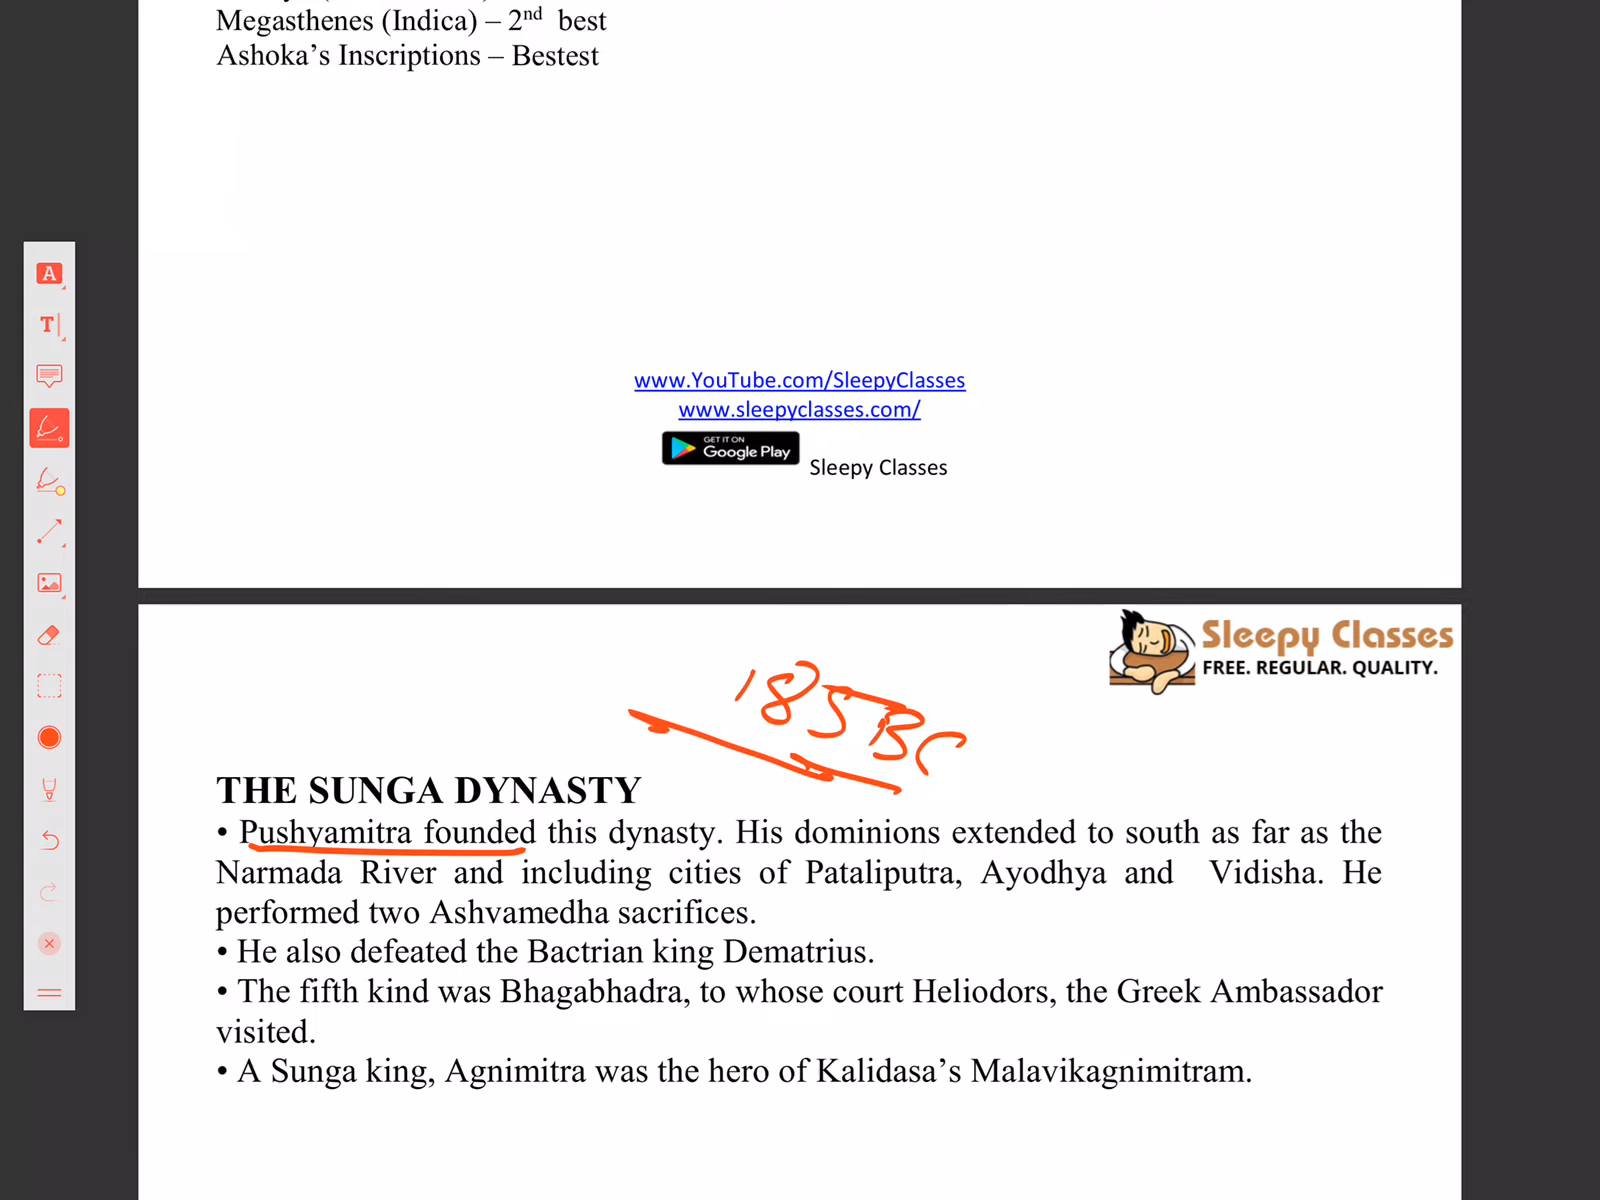 Megasthenes (Indica) – 2nd best
Ashoka’s Inscriptions – Bestest
www.YouTube.com/SleepyClasses
www.sleepyclasses.com/
GET IT ON
Google Play
Sleepy Classes
Sleepy Classes
FREE. REGULAR. QUALITY.
185 BC
THE SUNGA DYNASTY
• Pushyamitra founded this dynasty. His dominions extended to south as far as the
Narmada River and including cities of Pataliputra, Ayodhya and Vidisha. He
performed two Ashvamedha sacrifices.
• He also defeated the Bactrian king Dematrius.
• The fifth kind was Bhagabhadra, to whose court Heliodors, the Greek Ambassador
visited.
• A Sunga king, Agnimitra was the hero of Kalidasa’s Malavikagnimitram.